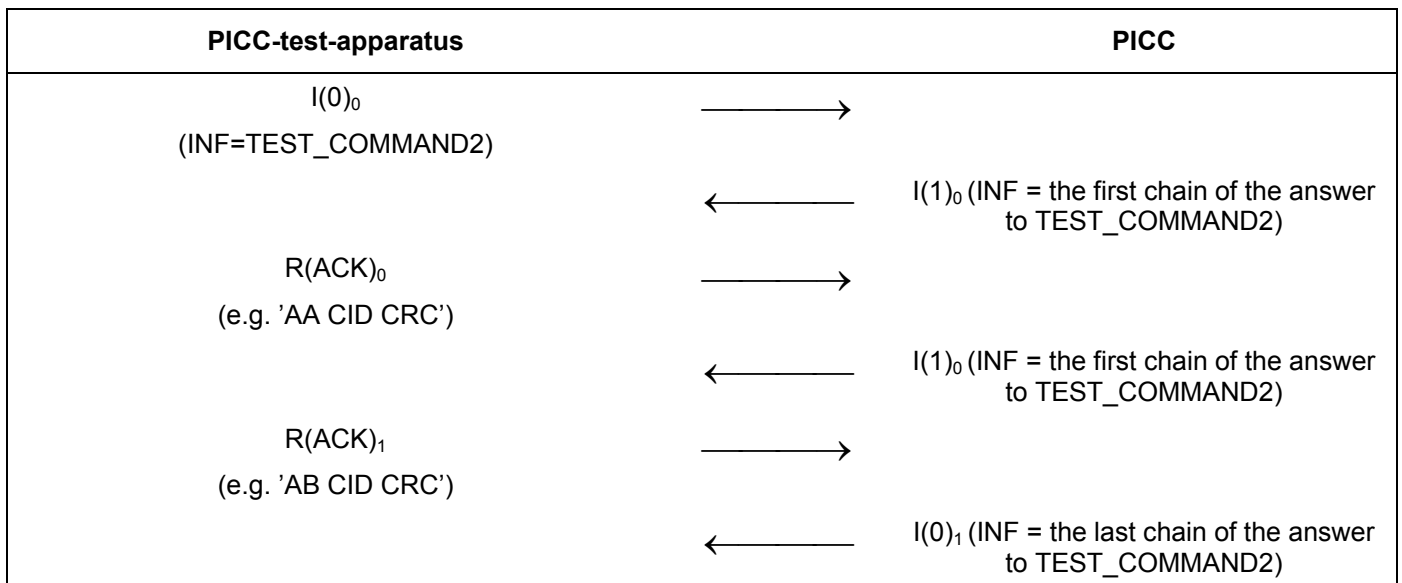 PICC-test-apparatus PICC
I(0)₀
(INF=TEST_COMMAND2)
I(1)₀ (INF = the first chain of the answer
to TEST_COMMAND2)
R(ACK)₀
(e.g. ’AA CID CRC’)
I(1)₀ (INF = the first chain of the answer
to TEST_COMMAND2)
R(ACK)₁
(e.g. ’AB CID CRC’)
I(0)₁ (INF = the last chain of the answer
to TEST_COMMAND2)